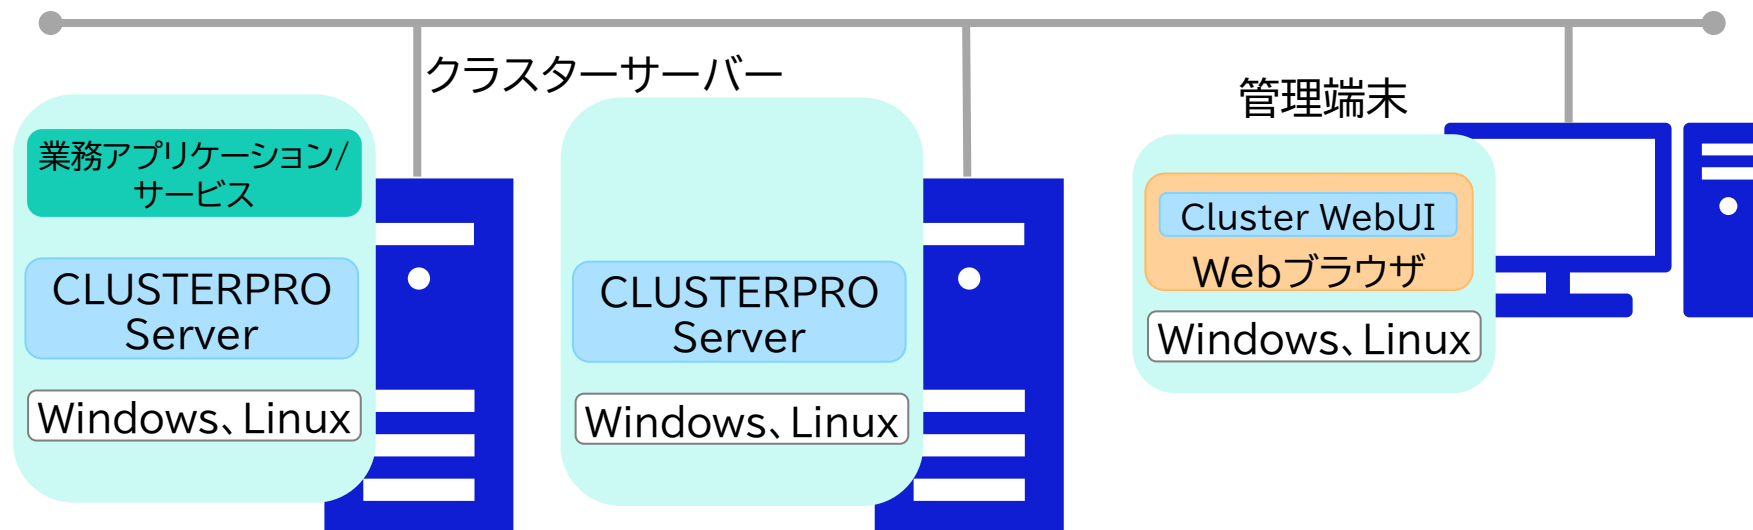 クラスターサーバー
業務アプリケーション/
サービス
CLUSTERPRO
Server
Windows、Linux
CLUSTERPRO
Server
Windows、Linux
管理端末
Cluster WebUI
Webブラウザ
Windows、Linux